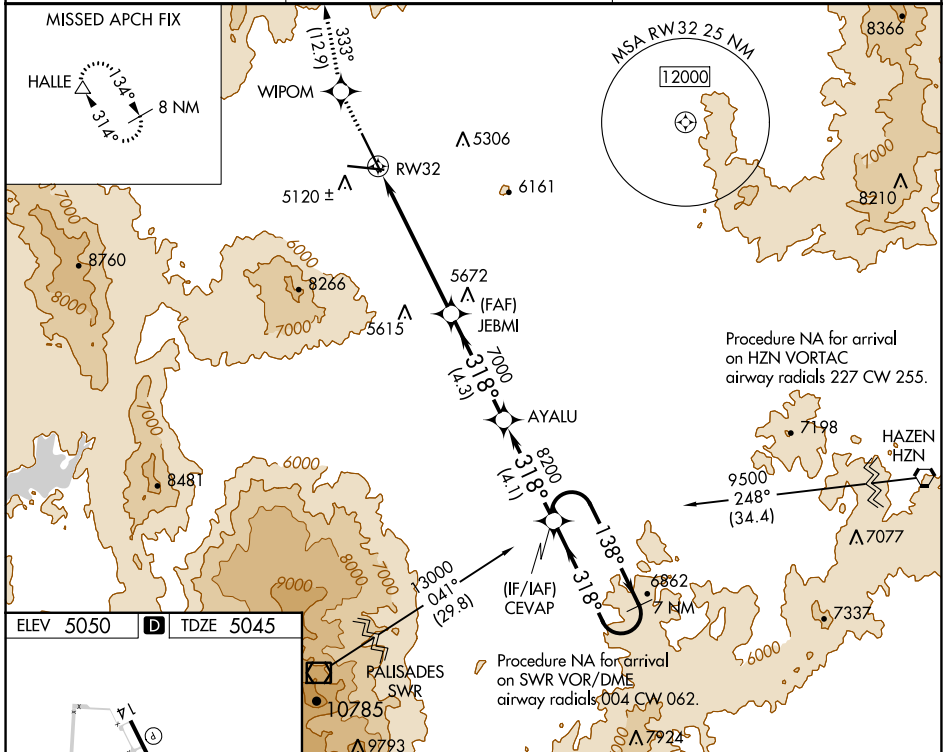 MISSED APCH FIX
HALLE
134°
314°
8 NM
333°
(12.9)
WIPOM
RW32
5306
5120 ±
6161
MSA RW32 25 NM
12000
8366
7000
8210
8760
8000
6000
8266
7000
5672
(FAF)
JEBMI
5615
7000
318°
(4.3)
AYALU
Procedure NA for arrival
on HZN VORTAC
airway radials 227 CW 255.
7198
HAZEN
HZN
7000
8481
6000
8200
318°
(4.1)
9500
248°
(34.4)
7077
8000
7000
9000
13000
041°
(29.8)
(IF/IAF)
CEVAP
138°
318°
6862
7 NM
7337
6000
ELEV 5050
D
TDZE 5045
PALISADES
SWR
10785
Procedure NA for arrival
on SWR VOR/DME
airway radials 004 CW 062.
14
P
9793
7924